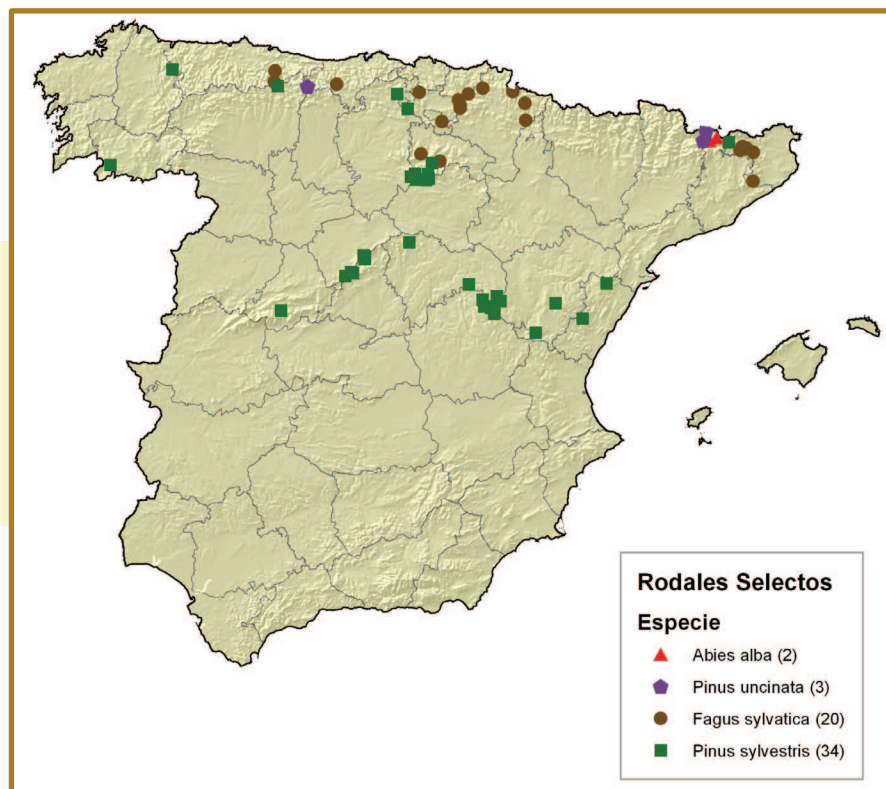 Rodales Selectos
Especie
Abies alba (2)
Pinus uncinata (3)
Fagus sylvatica (20)
Pinus sylvestris (34)